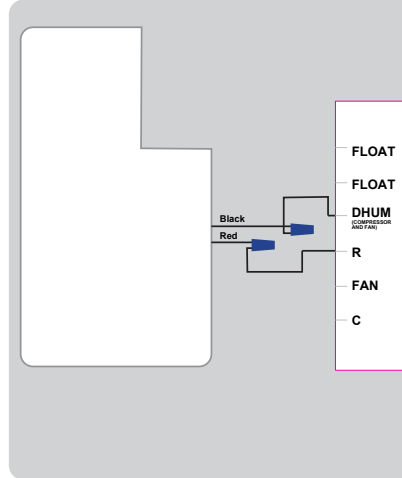 FLOAT
FLOAT
DHUM
(COMPRESSOR
AND FAN)
Black
Red
R
FAN
C